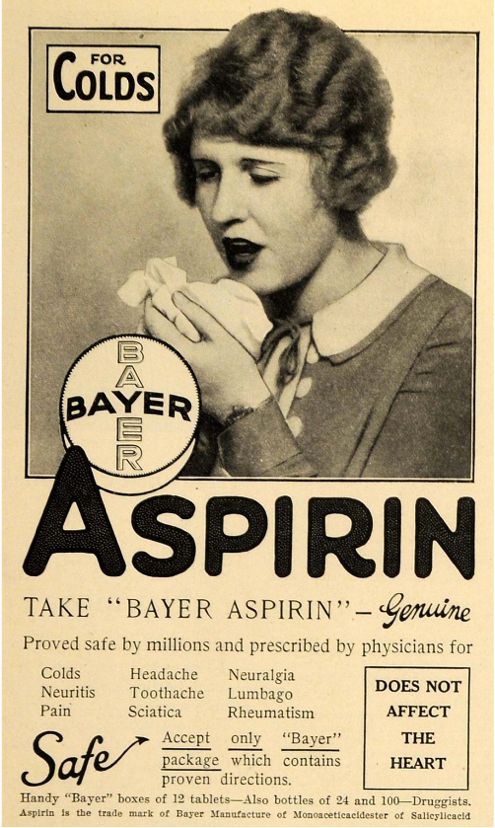 FOR
COLDS
BAYER
BAYER
ASPIRIN
TAKE “BAYER ASPIRIN”—Genuine
Proved safe by millions and prescribed by physicians for
Colds Headache Neuralgia
Neuritis Toothache Lumbago
Pain Sciatica Rheumatism
DOES NOT
AFFECT
THE
HEART
Safe
Accept only “Bayer”
package which contains
proven directions.
Handy “Bayer” boxes of 12 tablets—Also bottles of 24 and 100—Druggists.
Aspirin is the trade mark of Bayer Manufacture of Monoaceticacidester of Salicylicacid